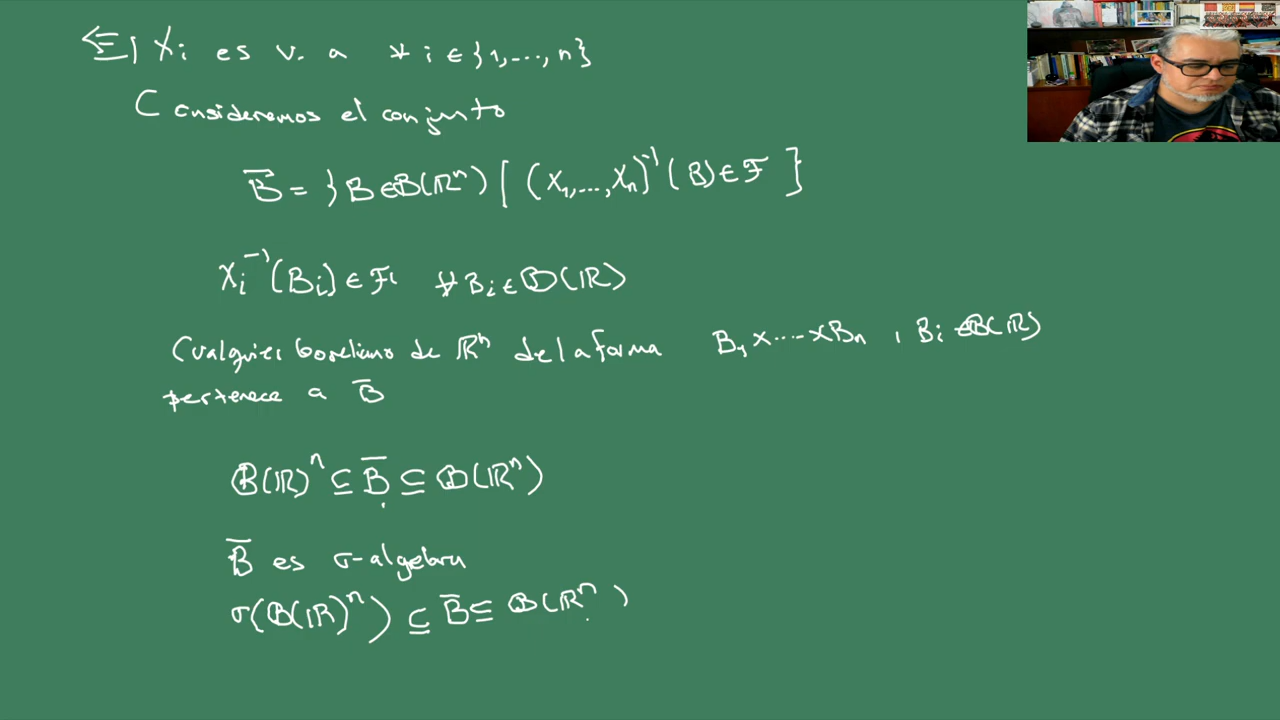 ⇐| Xi es v. a ∀ i ∈ {1,...,n}
Consideremos el conjunto
B̅ = { B ∈ B(ℝⁿ) | (X₁,...,Xn)⁻¹(B) ∈ F }
Xi⁻¹(Bi) ∈ F ∀ Bi ∈ B(ℝ)
Cualquier boreliano de ℝⁿ de la forma B₁ x ... x Bn , Bi ∈ B(ℝ)
pertenece a B̅
B(ℝ)ⁿ ⊆ B̅ ⊆ B(ℝⁿ)
B̅ es σ-algebra
σ(B(ℝ)ⁿ) ⊆ B̅ ⊆ B(ℝⁿ)